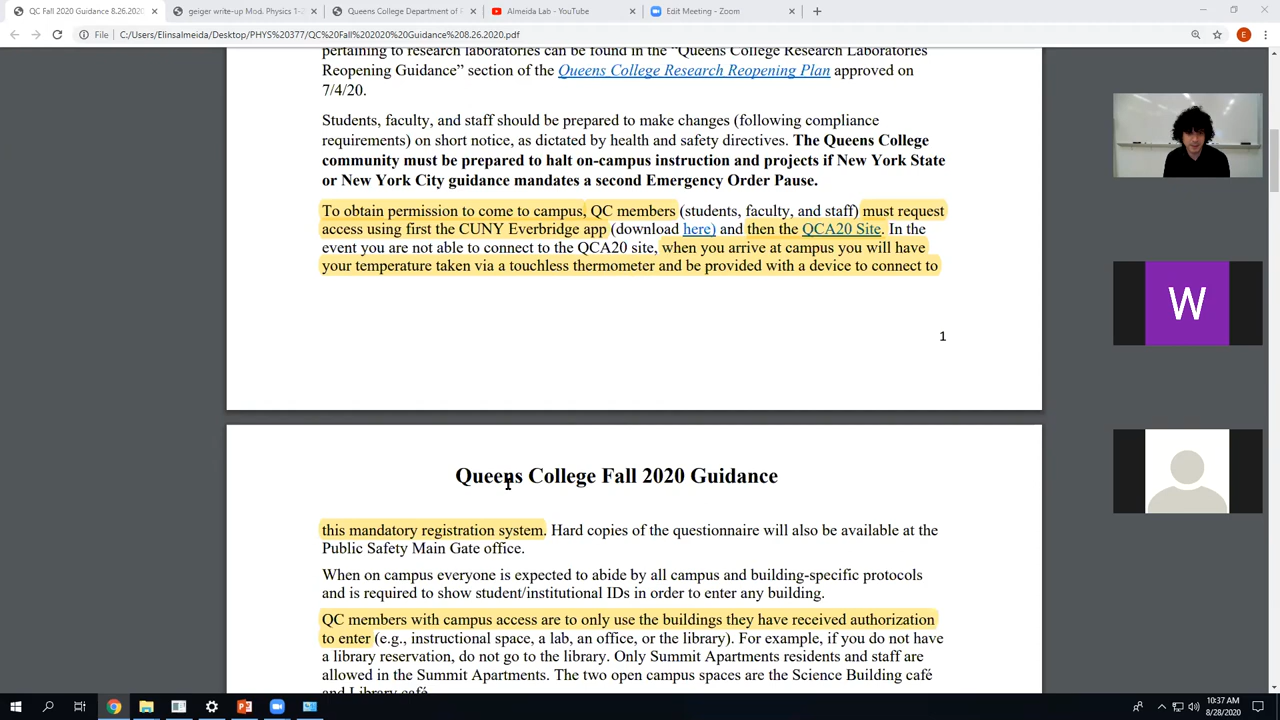 QC Fall 2020 Guidance 8.26.2020
geiger write-up Mod. Physics 1-
Queens College Department of
Almeida Lab - YouTube
Edit Meeting - Zoom
File
C:/Users/Elinsalmeida/Desktop/PHYS%20377/QC%20Fall%202020%20Guidance%208.26.2020.pdf
E
pertaining to research laboratories can be found in the “Queens College Research Laboratories
Reopening Guidance” section of the Queens College Research Reopening Plan approved on
7/4/20.
Students, faculty, and staff should be prepared to make changes (following compliance
requirements) on short notice, as dictated by health and safety directives. The Queens College
community must be prepared to halt on-campus instruction and projects if New York State
or New York City guidance mandates a second Emergency Order Pause.
To obtain permission to come to campus, QC members (students, faculty, and staff) must request
access using first the CUNY Everbridge app (download here) and then the QCA20 Site. In the
event you are not able to connect to the QCA20 site, when you arrive at campus you will have
your temperature taken via a touchless thermometer and be provided with a device to connect to
1
Queens College Fall 2020 Guidance
this mandatory registration system. Hard copies of the questionnaire will also be available at the
Public Safety Main Gate office.
When on campus everyone is expected to abide by all campus and building-specific protocols
and is required to show student/institutional IDs in order to enter any building.
QC members with campus access are to only use the buildings they have received authorization
to enter (e.g., instructional space, a lab, an office, or the library). For example, if you do not have
a library reservation, do not go to the library. Only Summit Apartments residents and staff are
allowed in the Summit Apartments. The two open campus spaces are the Science Building café
and Library café.
W
10:37 AM
8/28/2020